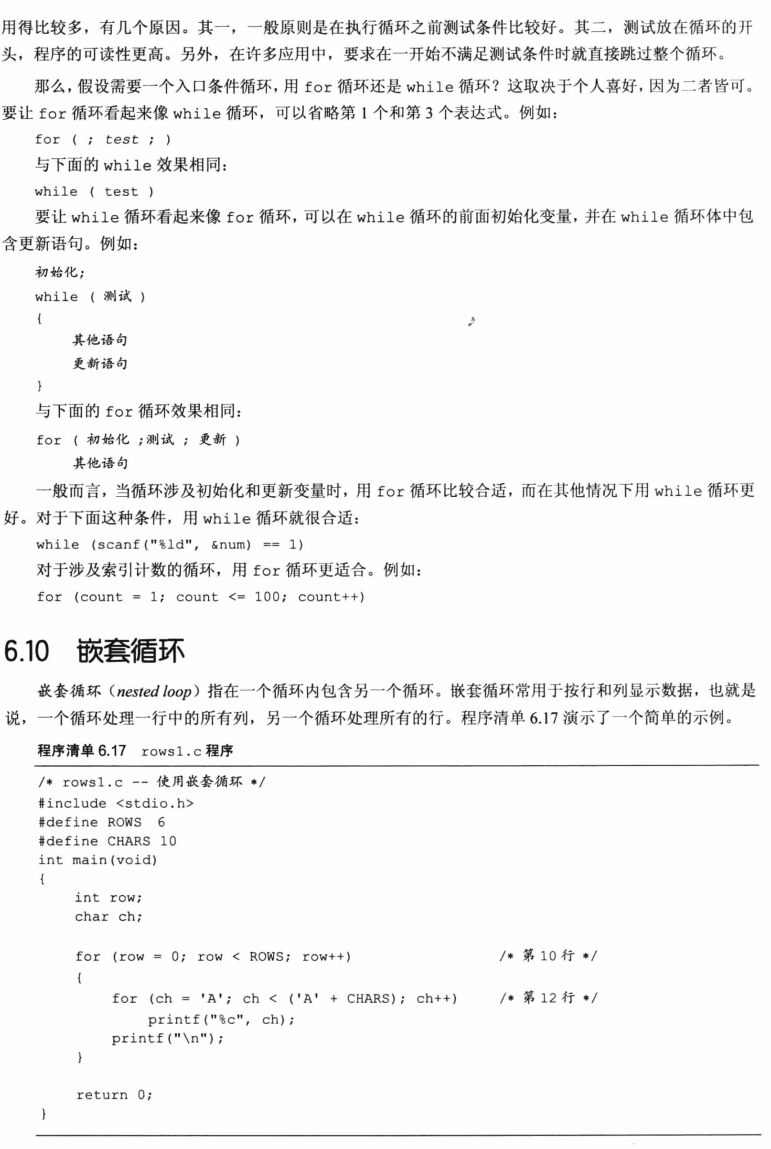 用得比较多，有几个原因。其一，一般原则是在执行循环之前测试条件比较好。其二，测试放在循环的开
头，程序的可读性更高。另外，在许多应用中，要求在一开始不满足测试条件时就直接跳过整个循环。
那么，假设需要一个入口条件循环，用 for 循环还是 while 循环？这取决于个人喜好，因为二者皆可。
要让 for 循环看起来像 while 循环，可以省略第 1 个和第 3 个表达式。例如：
for ( ; test ; )
与下面的 while 效果相同：
while ( test )
要让 while 循环看起来像 for 循环，可以在 while 循环的前面初始化变量，并在 while 循环体中包
含更新语句。例如：
初始化;
while ( 测试 )
{
其他语句
更新语句
}
与下面的 for 循环效果相同：
for ( 初始化 ;测试 ; 更新 )
其他语句
一般而言，当循环涉及初始化和更新变量时，用 for 循环比较合适，而在其他情况下用 while 循环更
好。对于下面这种条件，用 while 循环就很合适：
while (scanf("%ld", &num) == 1)
对于涉及索引计数的循环，用 for 循环更适合。例如：
for (count = 1; count <= 100; count++)
6.10 嵌套循环
嵌套循环（nested loop）指在一个循环内包含另一个循环。嵌套循环常用于按行和列显示数据，也就是
说，一个循环处理一行中的所有列，另一个循环处理所有的行。程序清单 6.17 演示了一个简单的示例。
程序清单 6.17 rows1.c 程序
/* rows1.c -- 使用嵌套循环 */
#include <stdio.h>
#define ROWS 6
#define CHARS 10
int main(void)
{
int row;
char ch;
for (row = 0; row < ROWS; row++) /* 第 10 行 */
{
for (ch = 'A'; ch < ('A' + CHARS); ch++) /* 第 12 行 */
printf("%c", ch);
printf("\n");
}
return 0;
}